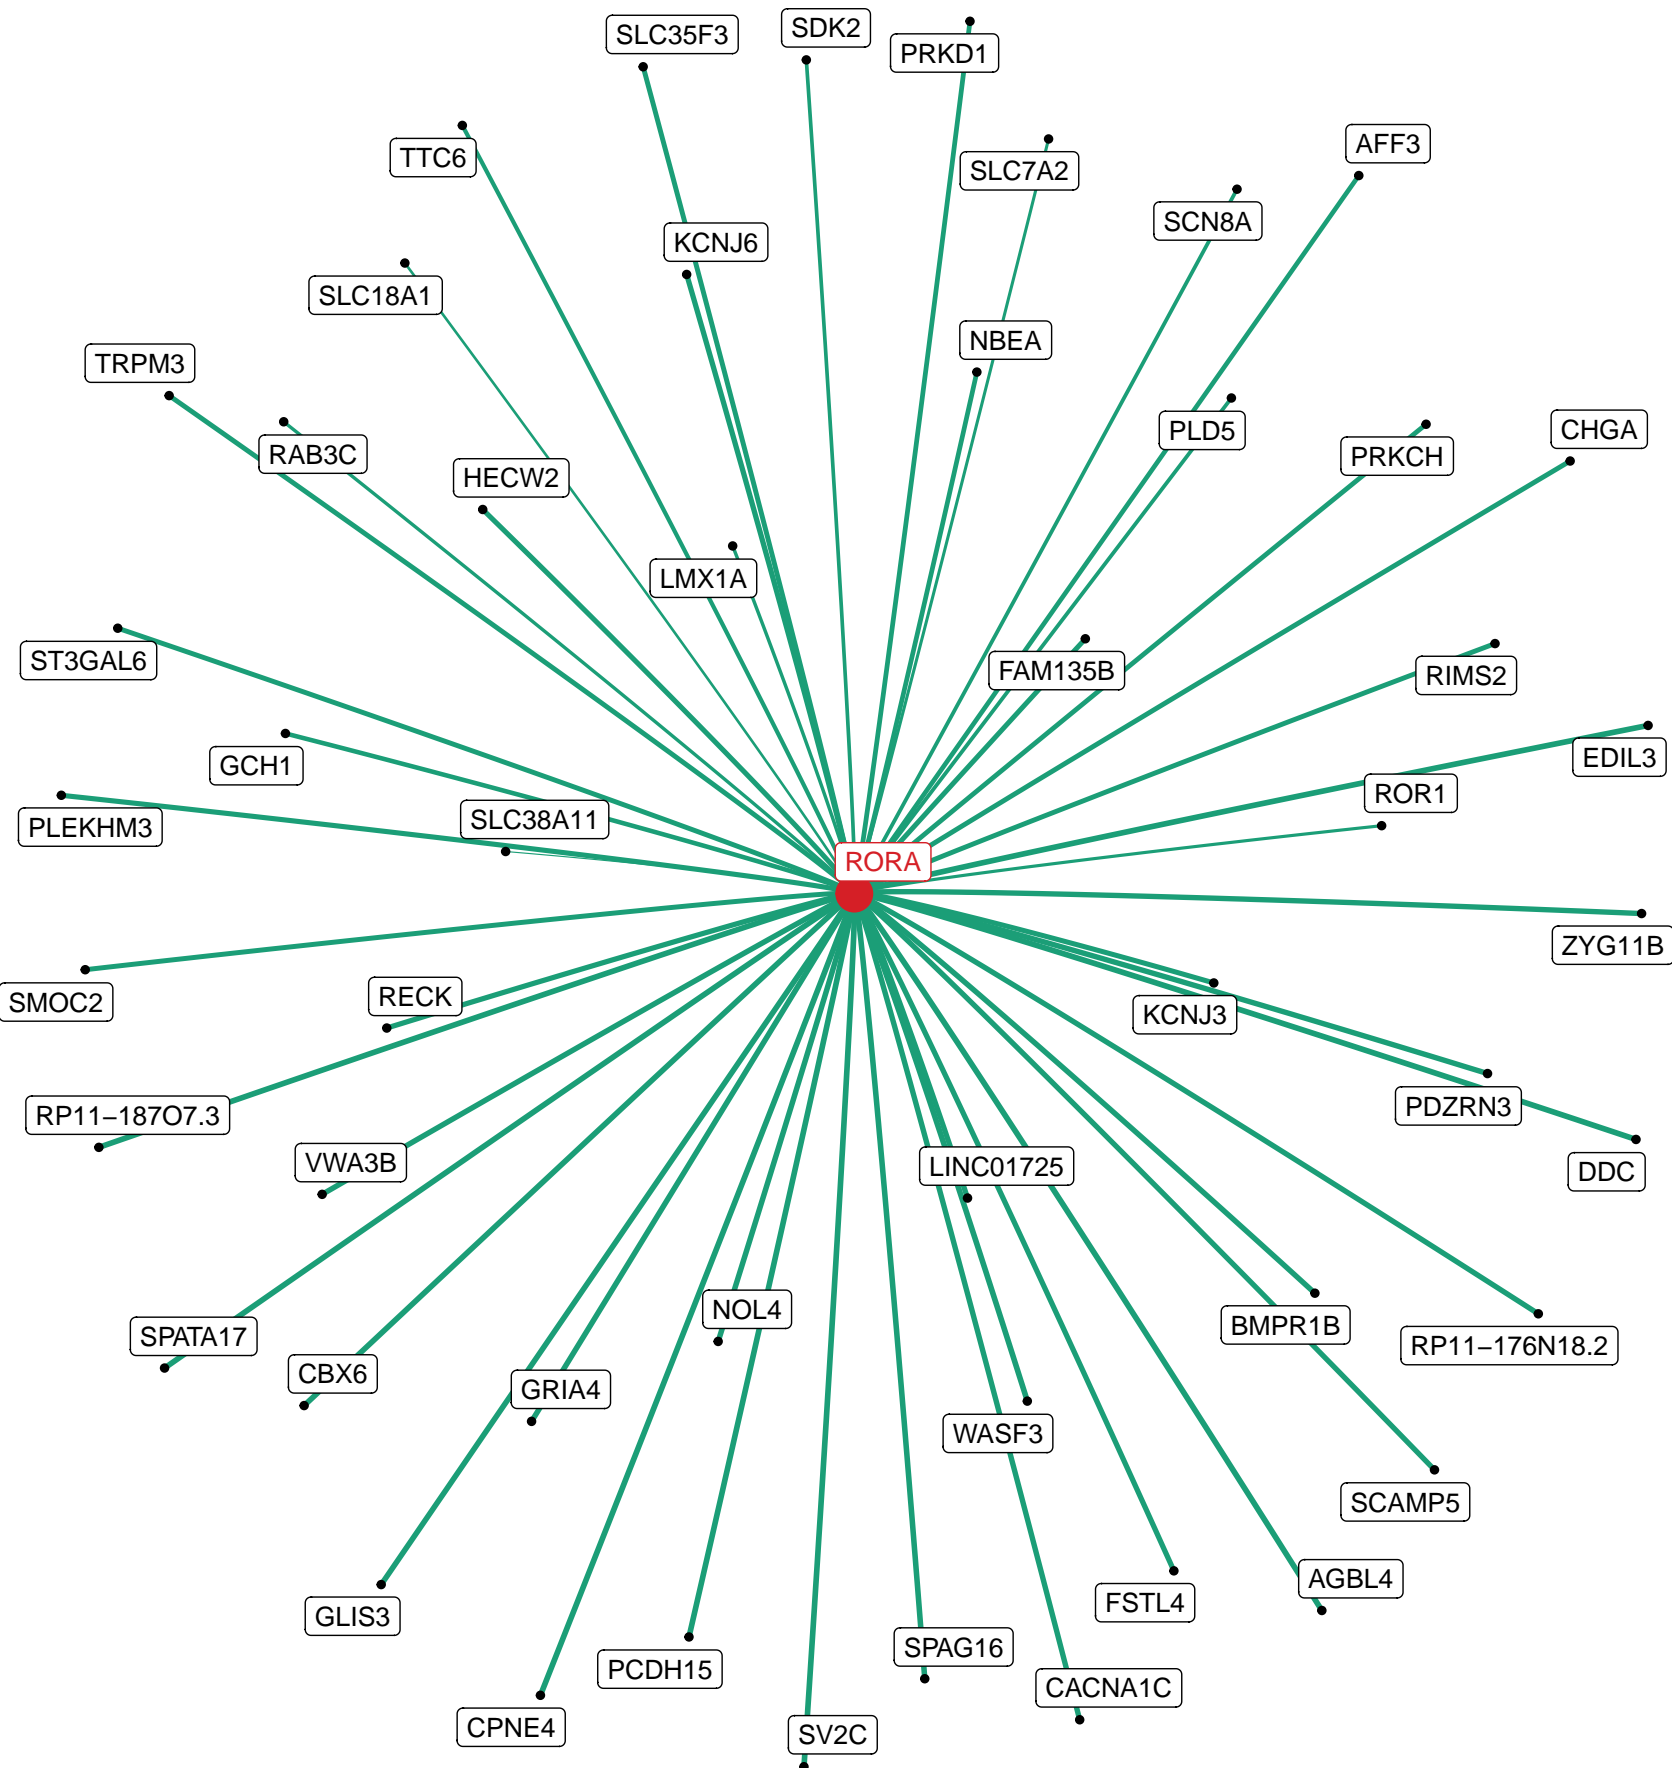 SDK2
SLC35F3
PRKD1
AFF3
TTC6
SLC7A2
SCN8A
KCNJ6
SLC18A1
NBEA
TRPM3
CHGA
PLD5
RAB3C
PRKCH
HECW2
LMX1A
ST3GAL6
FAM135B
RIMS2
EDIL3
GCH1
ROR1
SLC38A11
PLEKHM3
RORA
ZYG11B
RECK
SMOC2
KCNJ3
PDZRN3
RP11−187O7.3
VWA3B
LINC01725
DDC
NOL4
BMPR1B
SPATA17
RP11−176N18.2
CBX6
GRIA4
WASF3
SCAMP5
AGBL4
FSTL4
GLIS3
SPAG16
PCDH15
CACNA1C
CPNE4
SV2C